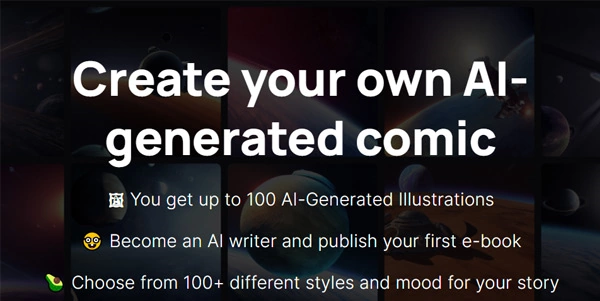 Create your own AI-
generated comic
🖼 You get up to 100 AI-Generated Illustrations
🤓 Become an AI writer and publish your first e-book
🥑 Choose from 100+ different styles and mood for your story